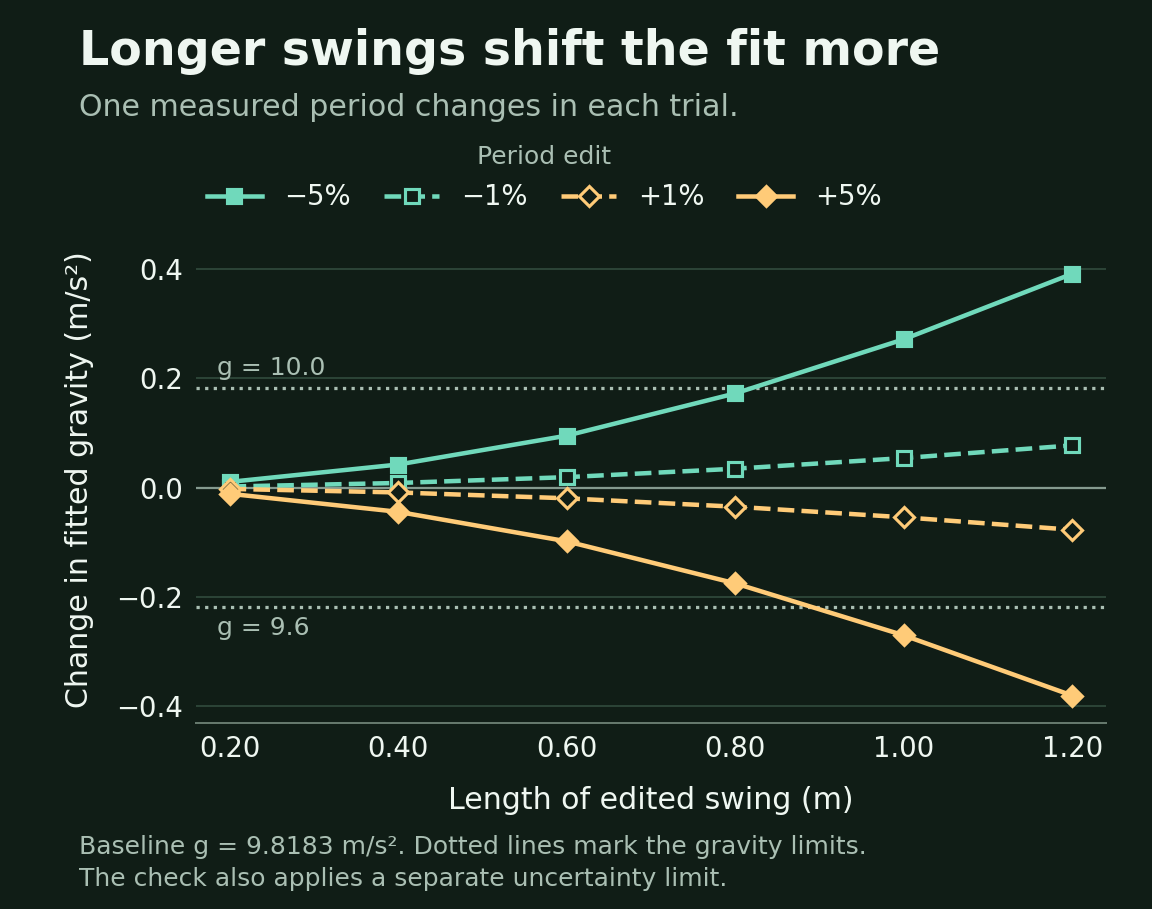 Longer swings shift the fit more
One measured period changes in each trial.
Period edit
−5% −1% +1% +5%
Change in fitted gravity (m/s²)
0.4
g = 10.0
0.2
0.0
−0.2
g = 9.6
−0.4
0.20 0.40 0.60 0.80 1.00 1.20
Length of edited swing (m)
Baseline g = 9.8183 m/s². Dotted lines mark the gravity limits.
The check also applies a separate uncertainty limit.